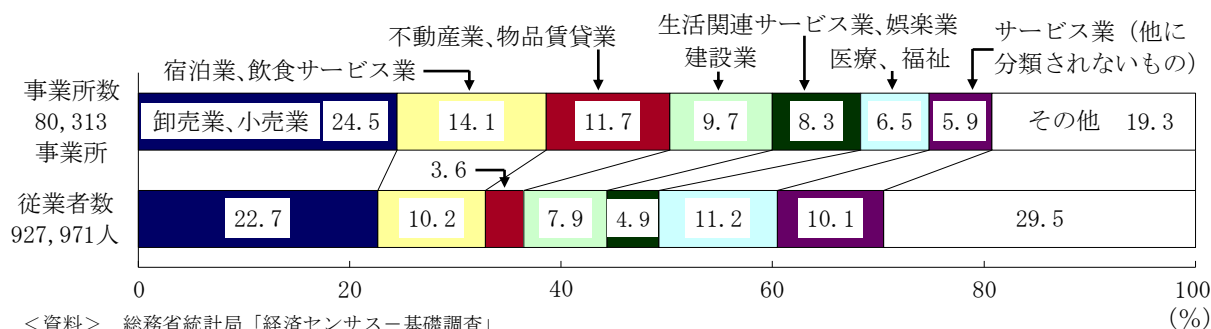 生活関連サービス業、娯楽業
サービス業（他に
分類されないもの）
不動産業、物品賃貸業
建設業
医療、福祉
宿泊業、飲食サービス業
事業所数
80,313
事業所
卸売業、小売業 24.5 14.1 11.7 9.7 8.3 6.5 5.9 その他 19.3
3.6
従業者数
927,971人
22.7 10.2 7.9 4.9 11.2 10.1 29.5
0 20 40 60 80 100
(%)
＜資料＞ 総務省統計局「経済センサス－基礎調査」